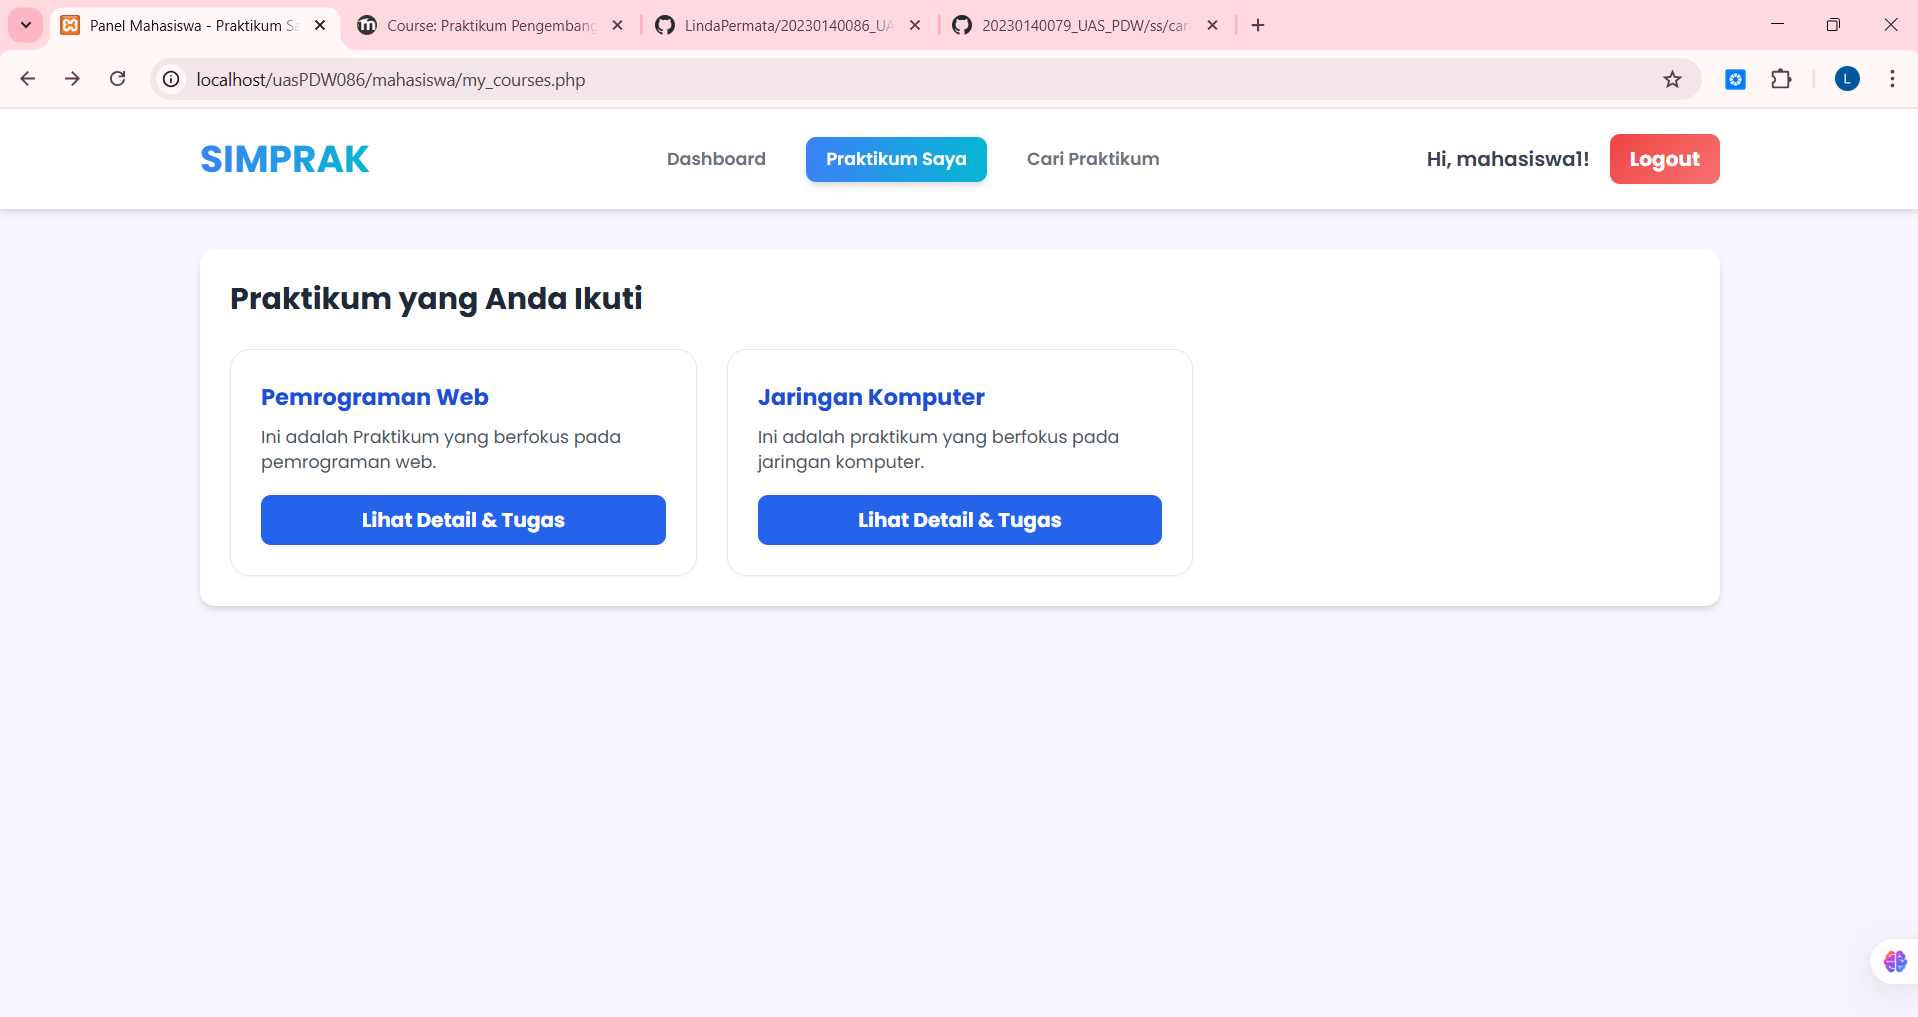 Panel Mahasiswa - Praktikum Sa
Course: Praktikum Pengembang
LindaPermata/20230140086_UA
20230140079_UAS_PDW/ss/cari
localhost/uasPDW086/mahasiswa/my_courses.php
L
SIMPRAK
Dashboard
Praktikum Saya
Cari Praktikum
Hi, mahasiswa1!
Logout
Praktikum yang Anda Ikuti
Pemrograman Web
Ini adalah Praktikum yang berfokus pada
pemrograman web.
Lihat Detail & Tugas
Jaringan Komputer
Ini adalah praktikum yang berfokus pada
jaringan komputer.
Lihat Detail & Tugas